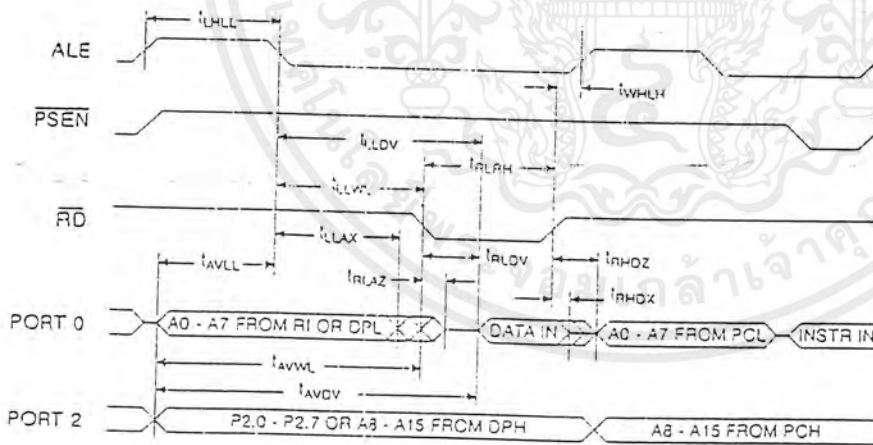 tLHLL
ALE
tWHLH
PSEN
tLLDV
tRLRH
tLLWL
RD
tLLAX
tRLDV
tAVLL
tRHDZ
tRLAZ
tRHDX
PORT 0
A0 - A7 FROM RI OR DPL
DATA IN
A0 - A7 FROM PCL
INSTR IN
tAVWL
tAVDV
PORT 2
P2.0 - P2.7 OR A8 - A15 FROM DPH
A8 - A15 FROM PCH